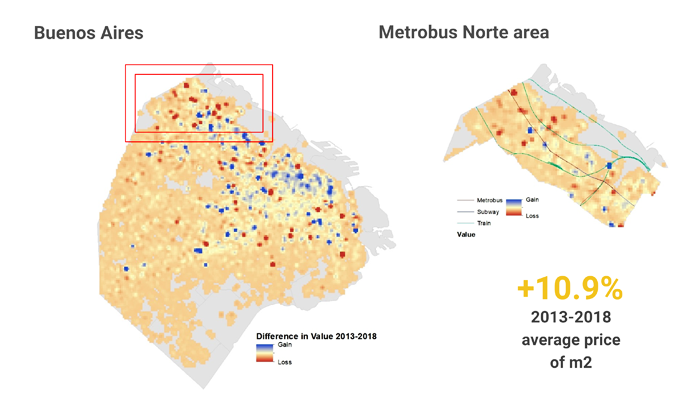 Buenos Aires
Metrobus Norte area
Metrobus
Gain
Subway
Loss
Train
Value
Difference in Value 2013-2018
Gain
Loss
+10.9%
2013-2018
average price
of m2